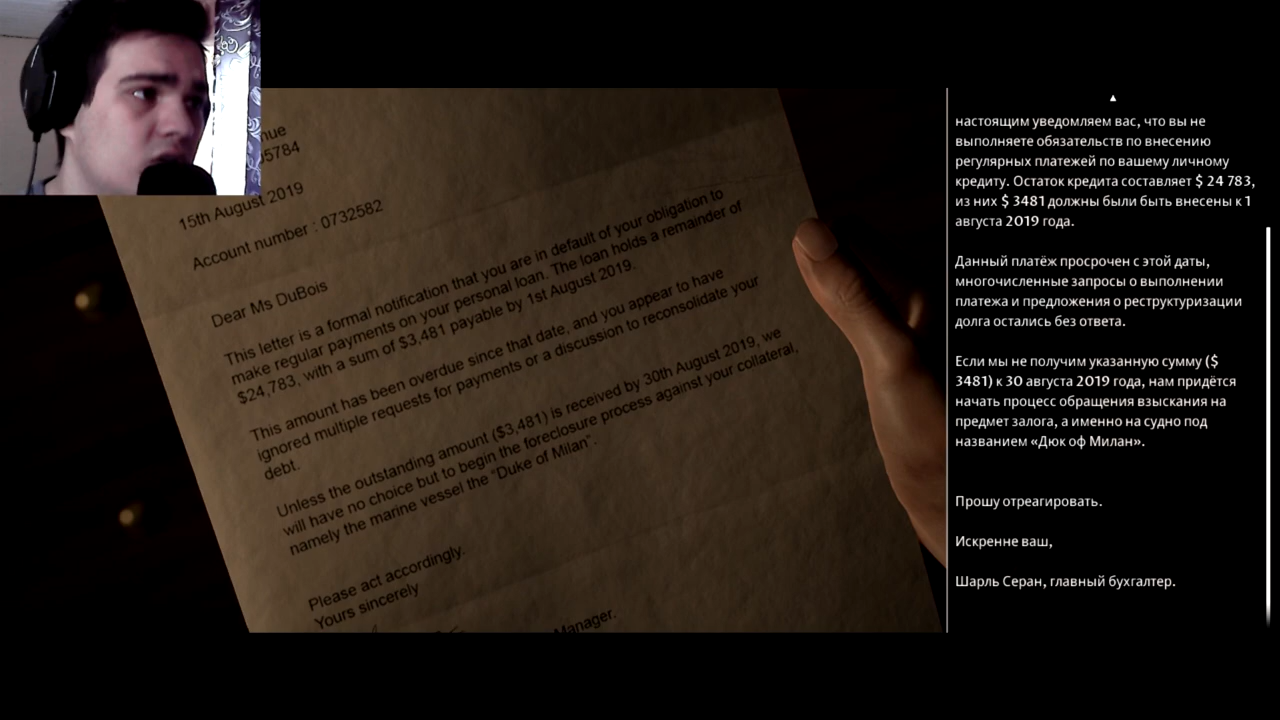 nue
5784
15th August 2019
Account number : 0732582
Dear Ms DuBois
This letter is a formal notification that you are in default of your obligation to
make regular payments on your personal loan. The loan holds a remainder of
$24,783, with a sum of $3,481 payable by 1st August 2019.
This amount has been overdue since that date, and you appear to have
ignored multiple requests for payments or a discussion to reconsolidate your
debt.
Unless the outstanding amount ($3,481) is received by 30th August 2019, we
will have no choice but to begin the foreclosure process against your collateral,
namely the marine vessel the "Duke of Milan".
Please act accordingly.
Yours sincerely
Manager.
настоящим уведомляем вас, что вы не
выполняете обязательств по внесению
регулярных платежей по вашему личному
кредиту. Остаток кредита составляет $ 24 783,
из них $ 3481 должны были быть внесены к 1
августа 2019 года.
Данный платёж просрочен с этой даты,
многочисленные запросы о выполнении
платежа и предложения о реструктуризации
долга остались без ответа.
Если мы не получим указанную сумму ($
3481) к 30 августа 2019 года, нам придётся
начать процесс обращения взыскания на
предмет залога, а именно на судно под
названием «Дюк оф Милан».
Прошу отреагировать.
Искренне ваш,
Шарль Серан, главный бухгалтер.